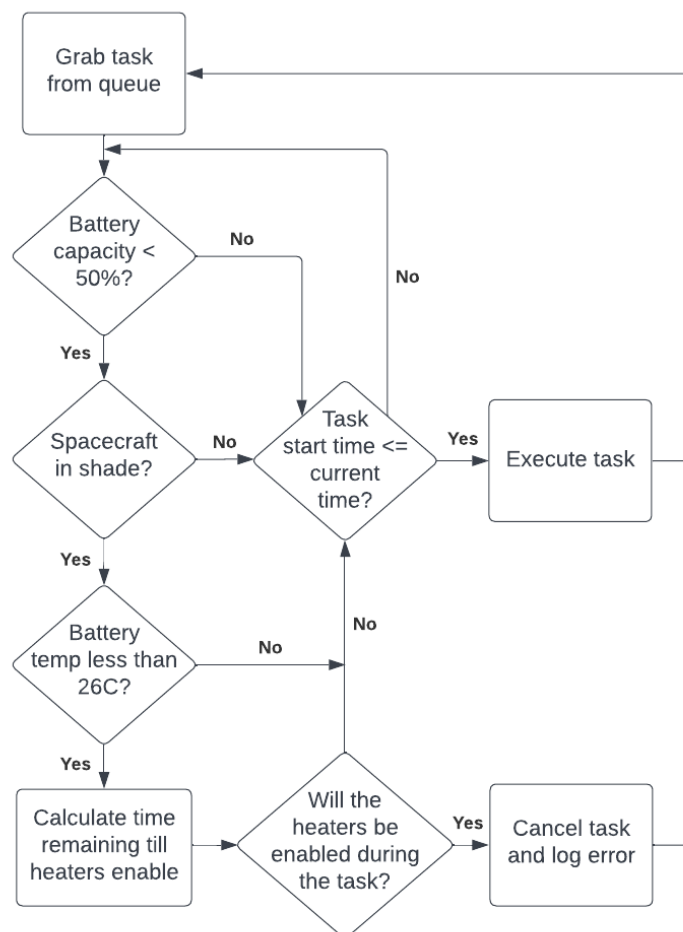 Grab task
from queue
Battery
capacity <
50%?
No
No
Yes
Spacecraft
in shade?
No
Task
start time <=
current
time?
Yes
Execute task
Yes
Battery
temp less than
26C?
No
No
Yes
Calculate time
remaining till
heaters enable
Will the
heaters be
enabled during
the task?
Yes
Cancel task
and log error